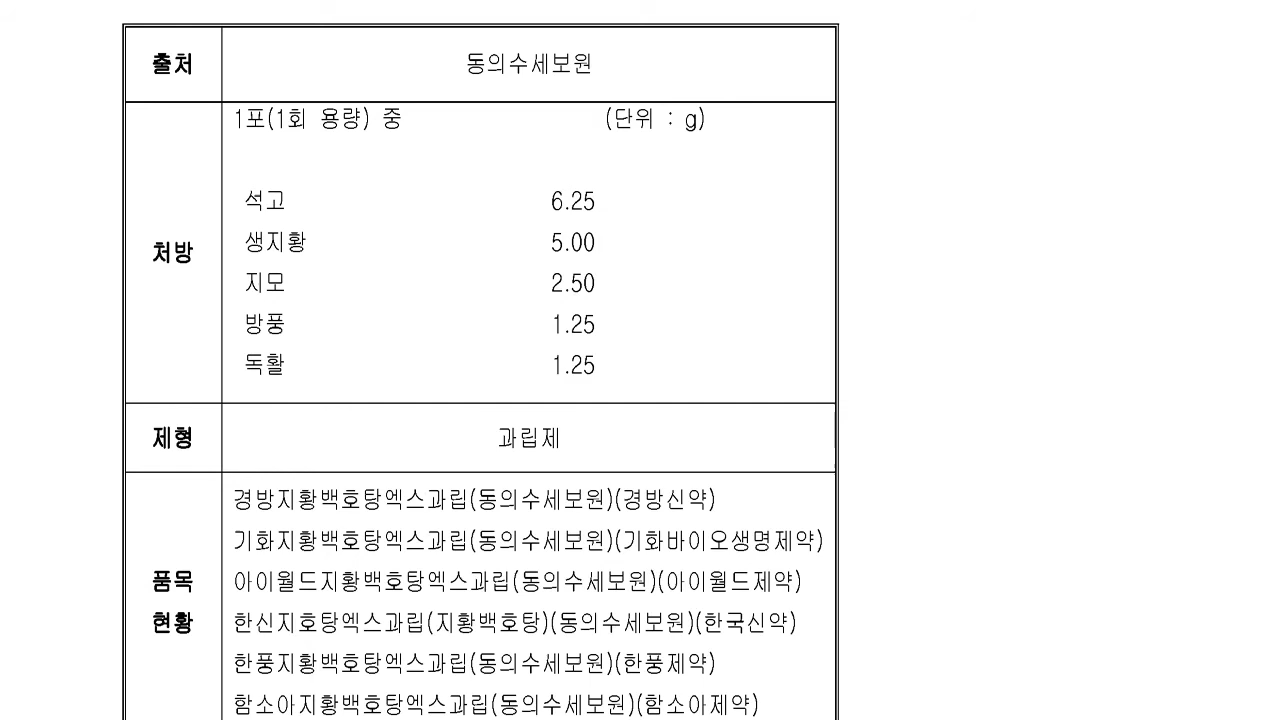 출처 동의수세보원
1포(1회 용량) 중 (단위 : g)
석고 6.25
생지황 5.00
처방
지모 2.50
방풍 1.25
독활 1.25
제형 과립제
경방지황백호탕엑스과립(동의수세보원)(경방신약)
기화지황백호탕엑스과립(동의수세보원)(기화바이오생명제약)
품목 아이월드지황백호탕엑스과립(동의수세보원)(아이월드제약)
현황 한신지호탕엑스과립(지황백호탕)(동의수세보원)(한국신약)
한풍지황백호탕엑스과립(동의수세보원)(한풍제약)
함소아지황백호탕엑스과립(동의수세보원)(함소아제약)